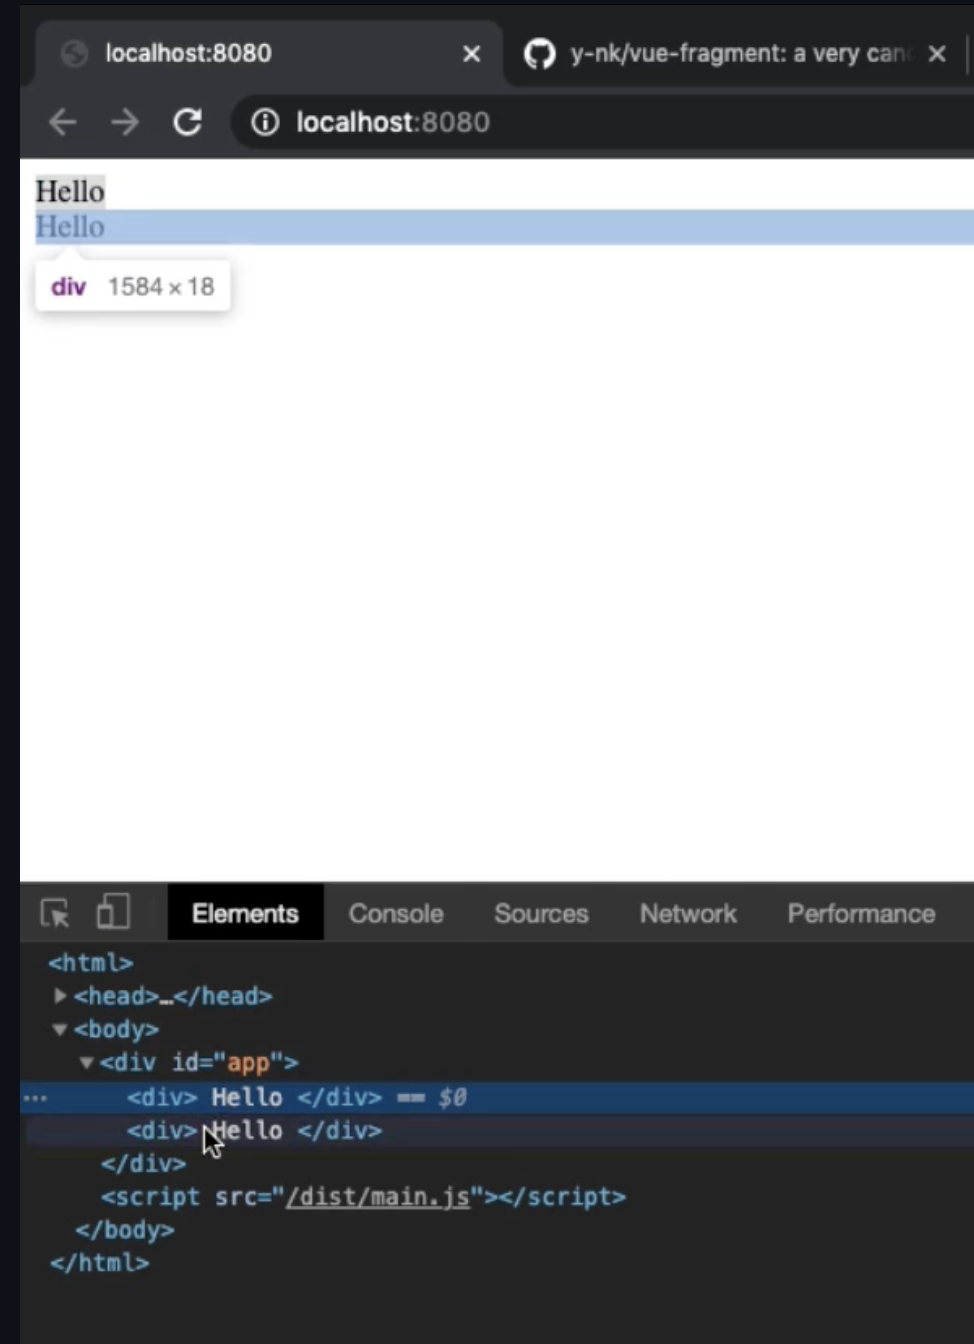 localhost:8080
y-nk/vue-fragment: a very can
localhost:8080
Hello
Hello
div 1584 × 18
Elements Console Sources Network Performance
<html>
<head>…</head>
<body>
<div id="app">
<div> Hello </div> == $0
<div> Hello </div>
</div>
<script src="/dist/main.js"></script>
</body>
</html>